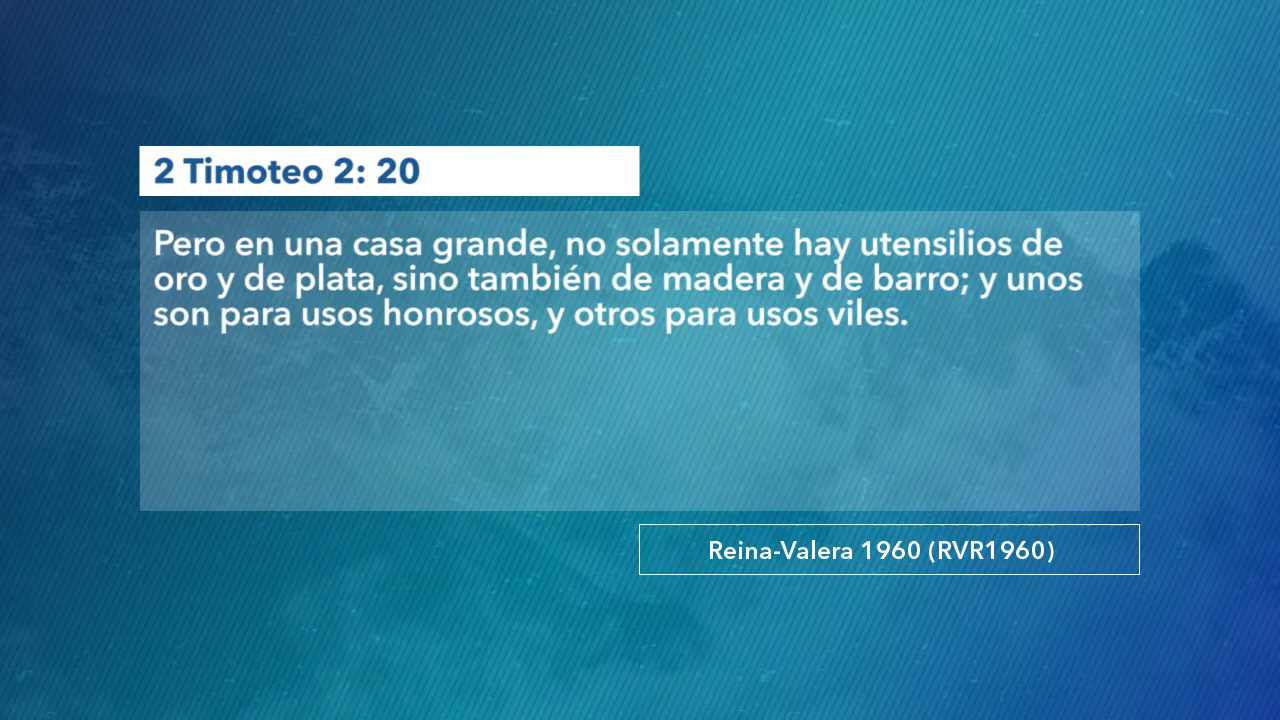 2 Timoteo 2: 20
Pero en una casa grande, no solamente hay utensilios de
oro y de plata, sino también de madera y de barro; y unos
son para usos honrosos, y otros para usos viles.
Reina-Valera 1960 (RVR1960)